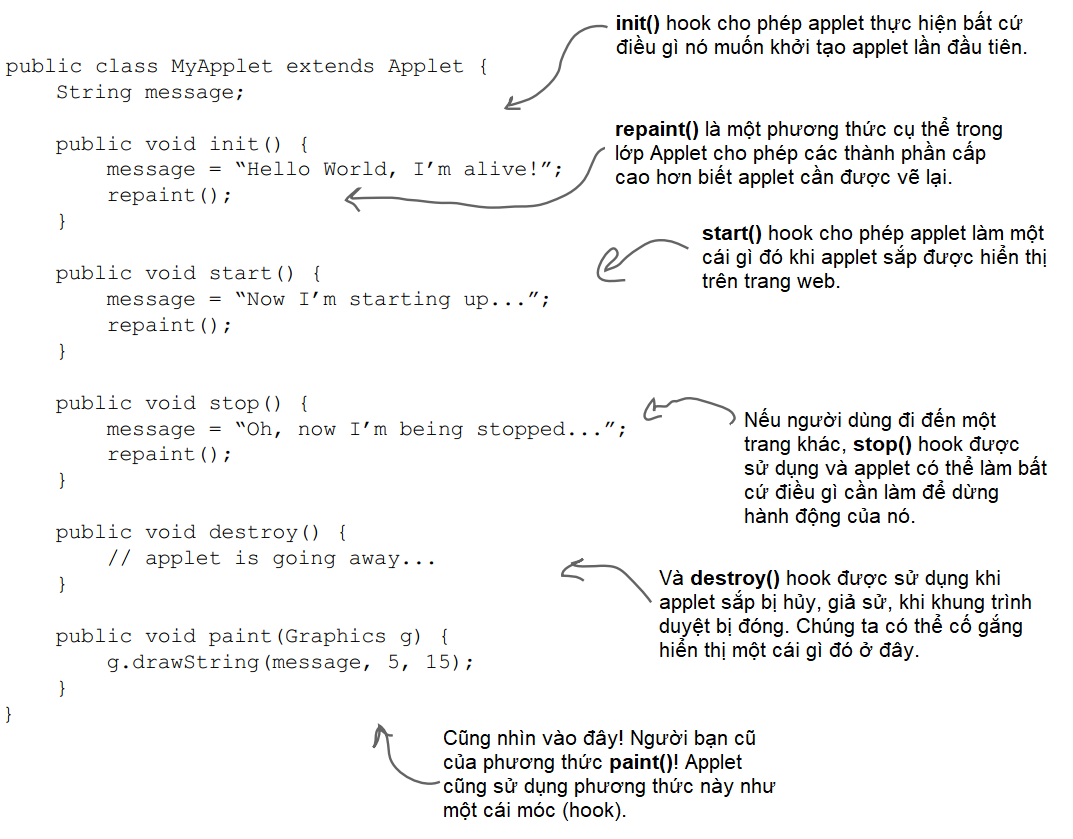 public class MyApplet extends Applet {
String message;
public void init() {
message = “Hello World, I’m alive!”;
repaint();
}
public void start() {
message = “Now I’m starting up...”;
repaint();
}
public void stop() {
message = “Oh, now I’m being stopped...”;
repaint();
}
public void destroy() {
// applet is going away...
}
public void paint(Graphics g) {
g.drawString(message, 5, 15);
}
}
init() hook cho phép applet thực hiện bất cứ
điều gì nó muốn khởi tạo applet lần đầu tiên.
repaint() là một phương thức cụ thể trong
lớp Applet cho phép các thành phần cấp
cao hơn biết applet cần được vẽ lại.
start() hook cho phép applet làm một
cái gì đó khi applet sắp được hiển thị
trên trang web.
Nếu người dùng đi đến một
trang khác, stop() hook được
sử dụng và applet có thể làm bất
cứ điều gì cần làm để dừng
hành động của nó.
Và destroy() hook được sử dụng khi
applet sắp bị hủy, giả sử, khi khung trình
duyệt bị đóng. Chúng ta có thể cố gắng
hiển thị một cái gì đó ở đây.
Cũng nhìn vào đây! Người bạn cũ
của phương thức paint()! Applet
cũng sử dụng phương thức này như
một cái móc (hook).